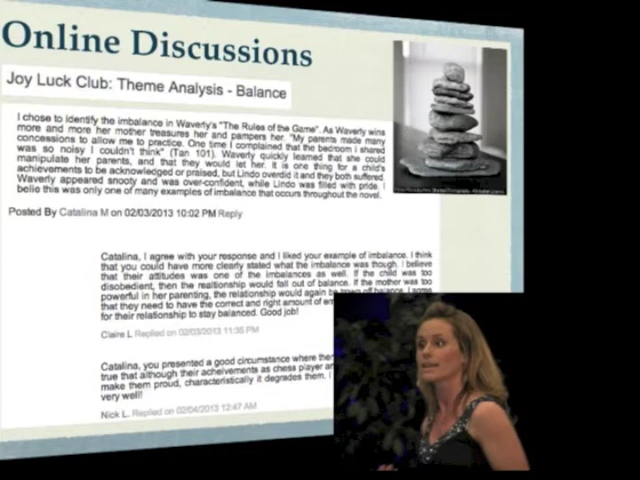 Online Discussions
Joy Luck Club: Theme Analysis - Balance
I chose to identify the imbalance in Waverly's "The Rules of the Game". As Waverly wins
more and more her mother treasures her and pampers her. "My parents made many
concessions to allow me to practice. One time I complained that the bedroom i shared
was so noisy I couldn't think" (Tan 101). Waverly quickly learned that she could
manipulate her parents, and that they would let her. It is one thing for a child's
achievements to be acknowledged or praised, but Lindo overdid it and they both suffered.
Waverly appeared snooty and was over-confident, while Lindo was filled with pride. I
belie this was only one of many examples of imbalance that occurs throughout the novel.
Posted By Catalina M on 02/03/2013 10:02 PM Reply
Catalina, I agree with your response and I liked your example of imbalance. I think
that you could have more clearly stated what the imbalance was though. I believe
that their attitudes was one of the imbalances as well. If the child was too
disobedient, then the realtionship would fall out of balance. If the mother was too
powerful in her parenting, the relationship would again be
that they need to have the correct and right amount of
for their relationship to stay balanced. Good job!
Claire L Replied on 02/03/2013 11:35 PM
Catalina, you presented a good circumstance where
true that although their acheivements as chess player
make them proud, characteristically it degrades them. I
very well!
Nick L. Replied on 02/04/2013 12:47 AM